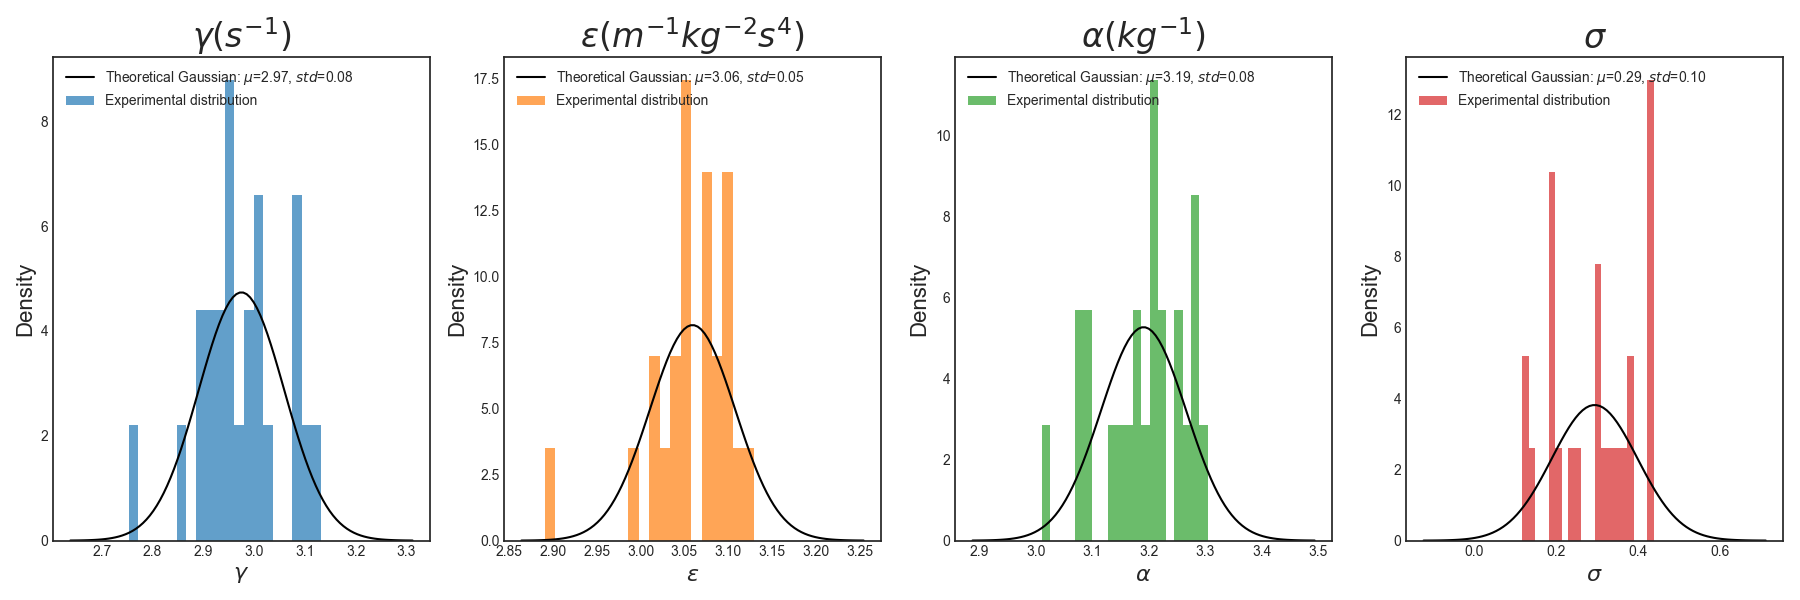 γ(s⁻¹)
Theoretical Gaussian: μ=2.97, std=0.08
Experimental distribution
Density
8
6
4
2
0
2.7 2.8 2.9 3.0 3.1 3.2 3.3
γ
ε(m⁻¹kg⁻²s⁴)
Theoretical Gaussian: μ=3.06, std=0.05
Experimental distribution
Density
17.5
15.0
12.5
10.0
7.5
5.0
2.5
0.0
2.85 2.90 2.95 3.00 3.05 3.10 3.15 3.20 3.25
ε
α(kg⁻¹)
Theoretical Gaussian: μ=3.19, std=0.08
Experimental distribution
Density
10
8
6
4
2
0
2.9 3.0 3.1 3.2 3.3 3.4 3.5
α
σ
Theoretical Gaussian: μ=0.29, std=0.10
Experimental distribution
Density
12
10
8
6
4
2
0
0.0 0.2 0.4 0.6
σ